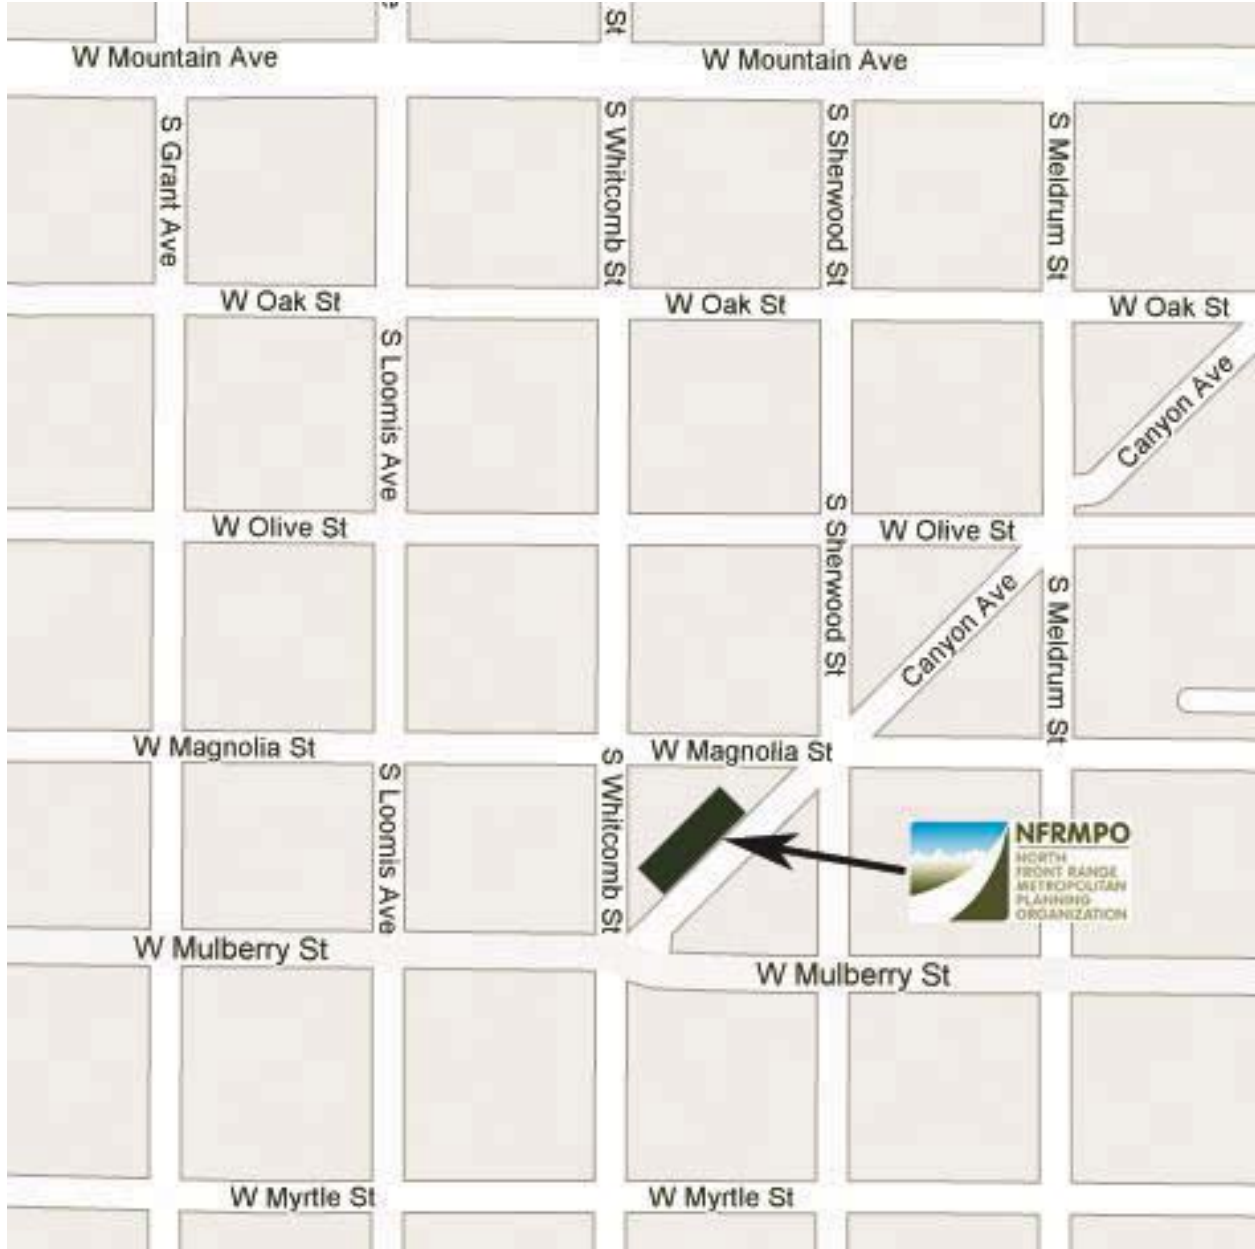 St
W Mountain Ave
W Mountain Ave
S Grant Ave
S Whitcomb St
S Sherwood St
S Meldrum St
W Oak St
W Oak St
W Oak St
S Loomis Ave
Canyon Ave
W Olive St
S Sherwood St
W Olive St
Canyon Ave
S Meldrum St
W Magnolia St
W Magnolia St
S Loomis Ave
S Whitcomb St
NFRMPO
NORTH
FRONT RANGE
METROPOLITAN
PLANNING
ORGANIZATION
W Mulberry St
W Mulberry St
W Myrtle St
W Myrtle St